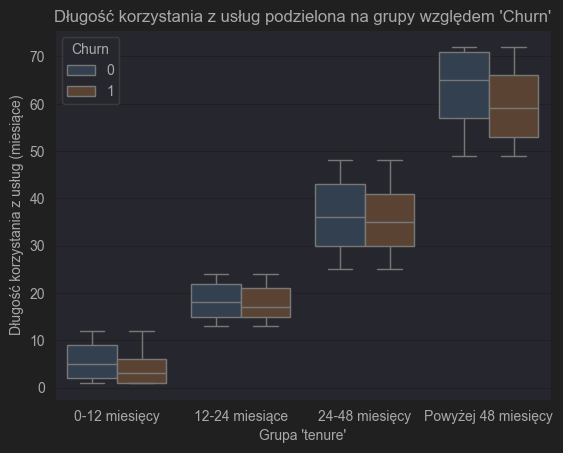 Długość korzystania z usług podzielona na grupy względem 'Churn'
Churn
0
1
Długość korzystania z usług (miesiące)
70
60
50
40
30
20
10
0
0-12 miesięcy
12-24 miesiące
24-48 miesięcy
Powyżej 48 miesięcy
Grupa 'tenure'